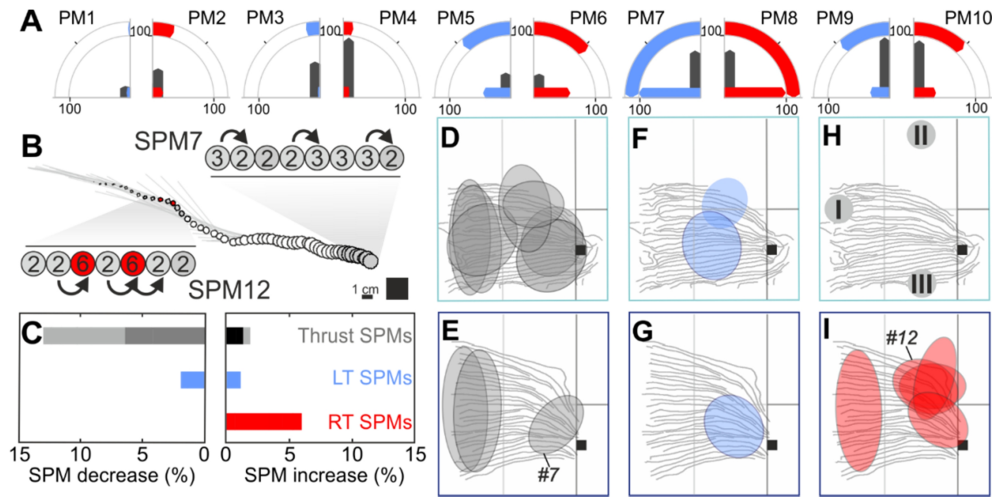 A PM1 PM2 PM3 PM4 PM5 PM6 PM7 PM8 PM9 PM10
100 100 100 100 100
100 100 100 100 100 100 100 100 100 100
B SPM7
3 2 2 2 3 3 3 2
2 2 6 2 6 2 2
SPM12
1 cm
C Thrust SPMs
LT SPMs
RT SPMs
15 10 5 0 0 5 10 15
SPM decrease (%) SPM increase (%)
D F H
I II III
E G I
#7
#12